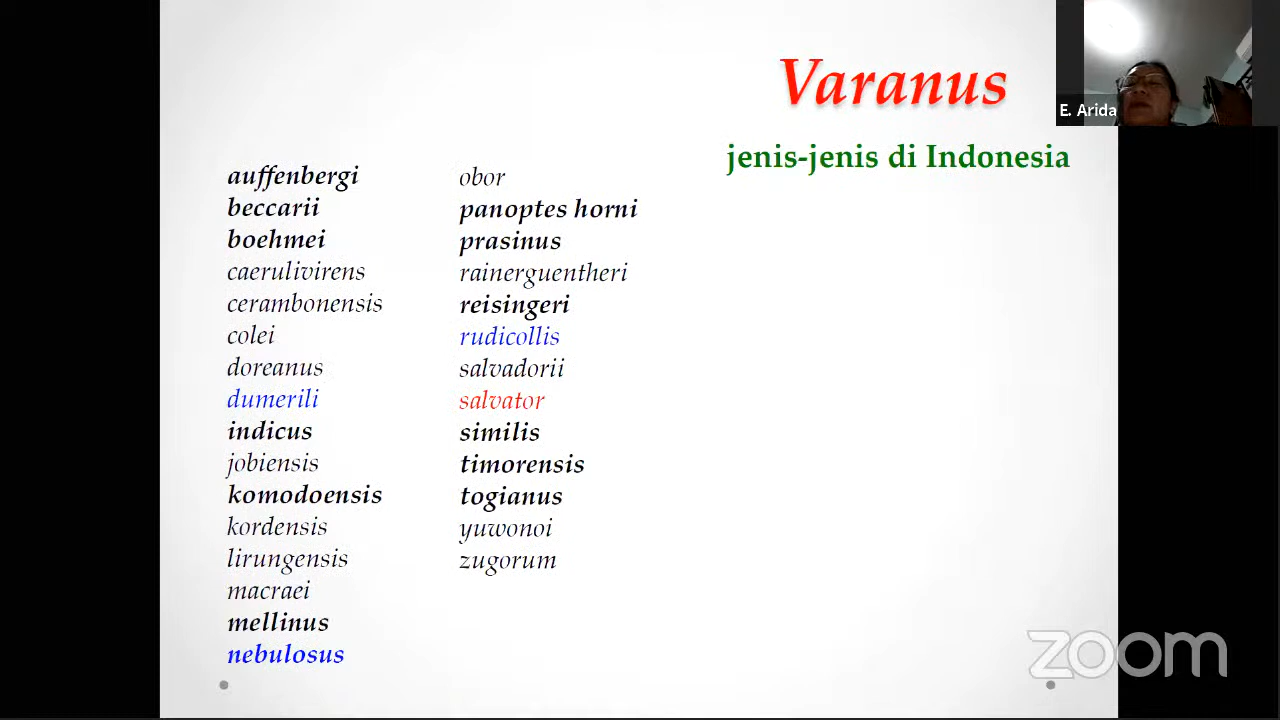 Varanus
E. Arida
jenis-jenis di Indonesia
auffenbergi
beccarii
boehmei
caerulivirens
cerambonensis
colei
doreanus
dumerili
indicus
jobiensis
komodoensis
kordensis
lirungensis
macraei
mellinus
nebulosus
obor
panoptes horni
prasinus
rainerguentheri
reisingeri
rudicollis
salvadorii
salvator
similis
timorensis
togianus
yuwonoi
zugorum
zoom